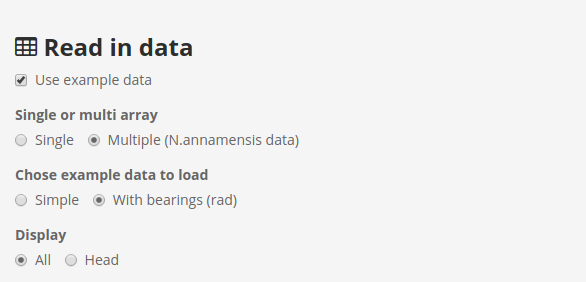 Read in data
Use example data
Single or multi array
Single Multiple (N.annamensis data)
Chose example data to load
Simple With bearings (rad)
Display
All Head